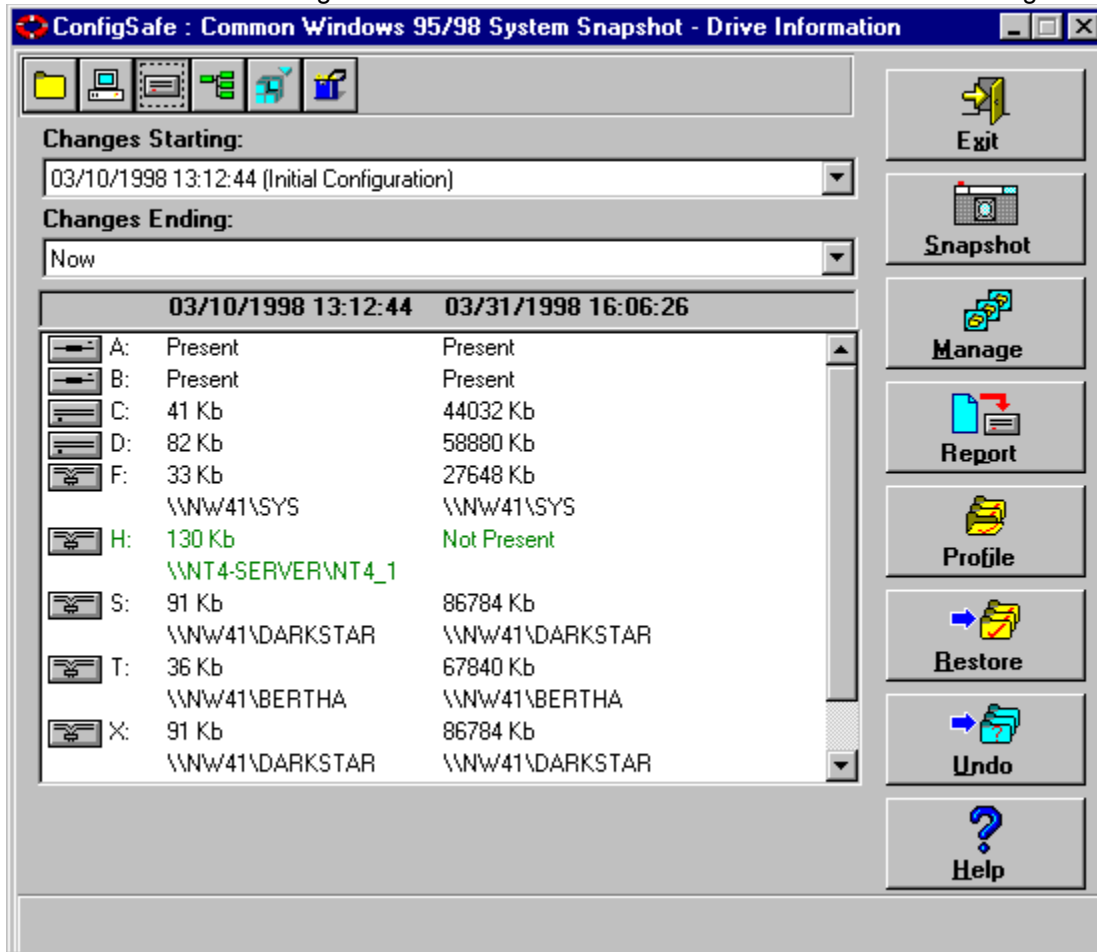 ConfigSafe : Common Windows 95/98 System Snapshot - Drive Information
Changes Starting:
03/10/1998 13:12:44 (Initial Configuration)
Changes Ending:
Now
03/10/1998 13:12:44 03/31/1998 16:06:26
A: Present Present
B: Present Present
C: 41 Kb 44032 Kb
D: 82 Kb 58880 Kb
F: 33 Kb 27648 Kb
\\NW41\SYS \\NW41\SYS
H: 130 Kb Not Present
\\NT4-SERVER\NT4_1
S: 91 Kb 86784 Kb
\\NW41\DARKSTAR \\NW41\DARKSTAR
T: 36 Kb 67840 Kb
\\NW41\BERTHA \\NW41\BERTHA
X: 91 Kb 86784 Kb
\\NW41\DARKSTAR \\NW41\DARKSTAR
Exit
Snapshot
Manage
Report
Profile
Restore
Undo
Help